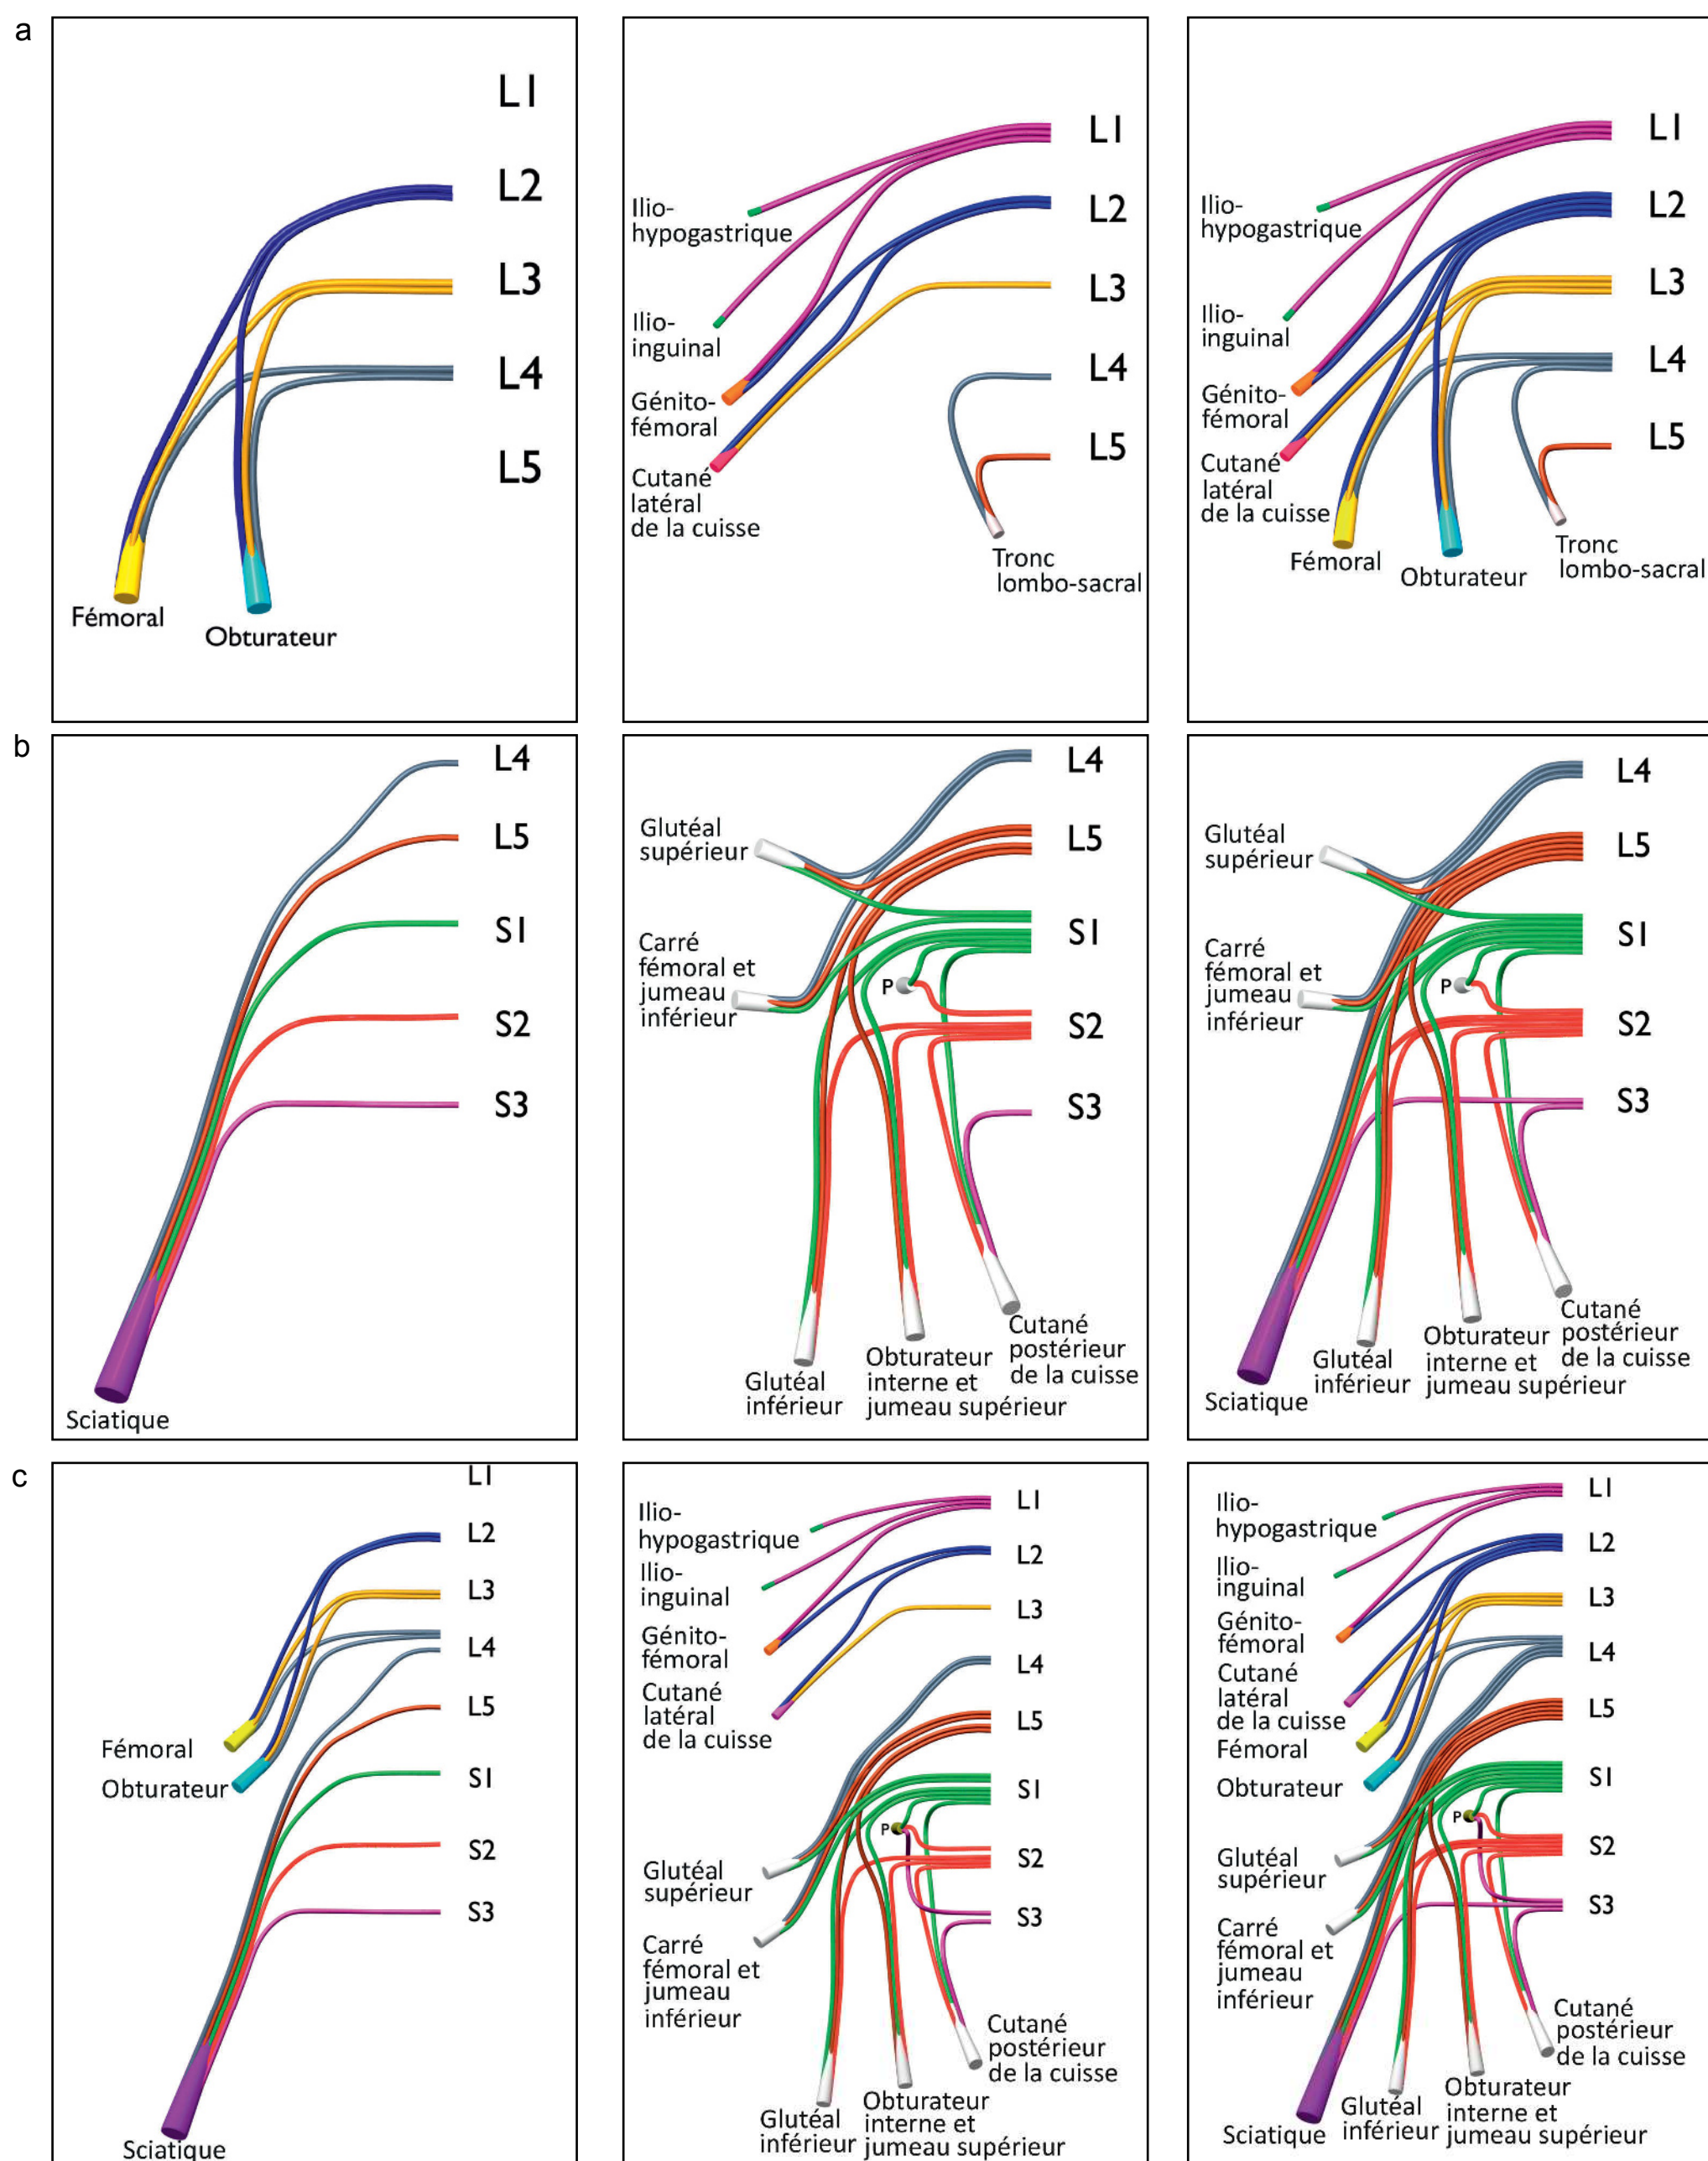 a
L1
L2
L3
L4
L5
Fémoral
Obturateur
L1
L2
L3
L4
L5
Ilio-
hypogastrique
Ilio-
inguinal
Génito-
fémoral
Cutané
latéral
de la cuisse
Tronc
lombo-sacral
L1
L2
L3
L4
L5
Ilio-
hypogastrique
Ilio-
inguinal
Génito-
fémoral
Cutané
latéral
de la cuisse
Fémoral
Obturateur
Tronc
lombo-sacral
b
L4
L5
S1
S2
S3
Sciatique
L4
L5
S1
S2
S3
Glutéal
supérieur
Carré
fémoral et
jumeau
inférieur
P
Glutéal
inférieur
Obturateur
interne et
jumeau supérieur
Cutané
postérieur
de la cuisse
L4
L5
S1
S2
S3
Glutéal
supérieur
Carré
fémoral et
jumeau
inférieur
P
Sciatique
Glutéal
inférieur
Obturateur
interne et
jumeau supérieur
Cutané
postérieur
de la cuisse
c
L1
L2
L3
L4
L5
S1
S2
S3
Fémoral
Obturateur
Sciatique
L1
L2
L3
L4
L5
S1
S2
S3
Ilio-
hypogastrique
Ilio-
inguinal
Génito-
fémoral
Cutané
latéral
de la cuisse
P
Glutéal
supérieur
Carré
fémoral et
jumeau
inférieur
Glutéal
inférieur
Obturateur
interne et
jumeau supérieur
Cutané
postérieur
de la cuisse
L1
L2
L3
L4
L5
S1
S2
S3
Ilio-
hypogastrique
Ilio-
inguinal
Génito-
fémoral
Cutané
latéral
de la cuisse
Fémoral
Obturateur
P
Glutéal
supérieur
Carré
fémoral et
jumeau
inférieur
Sciatique
Glutéal
inférieur
Obturateur
interne et
jumeau supérieur
Cutané
postérieur
de la cuisse